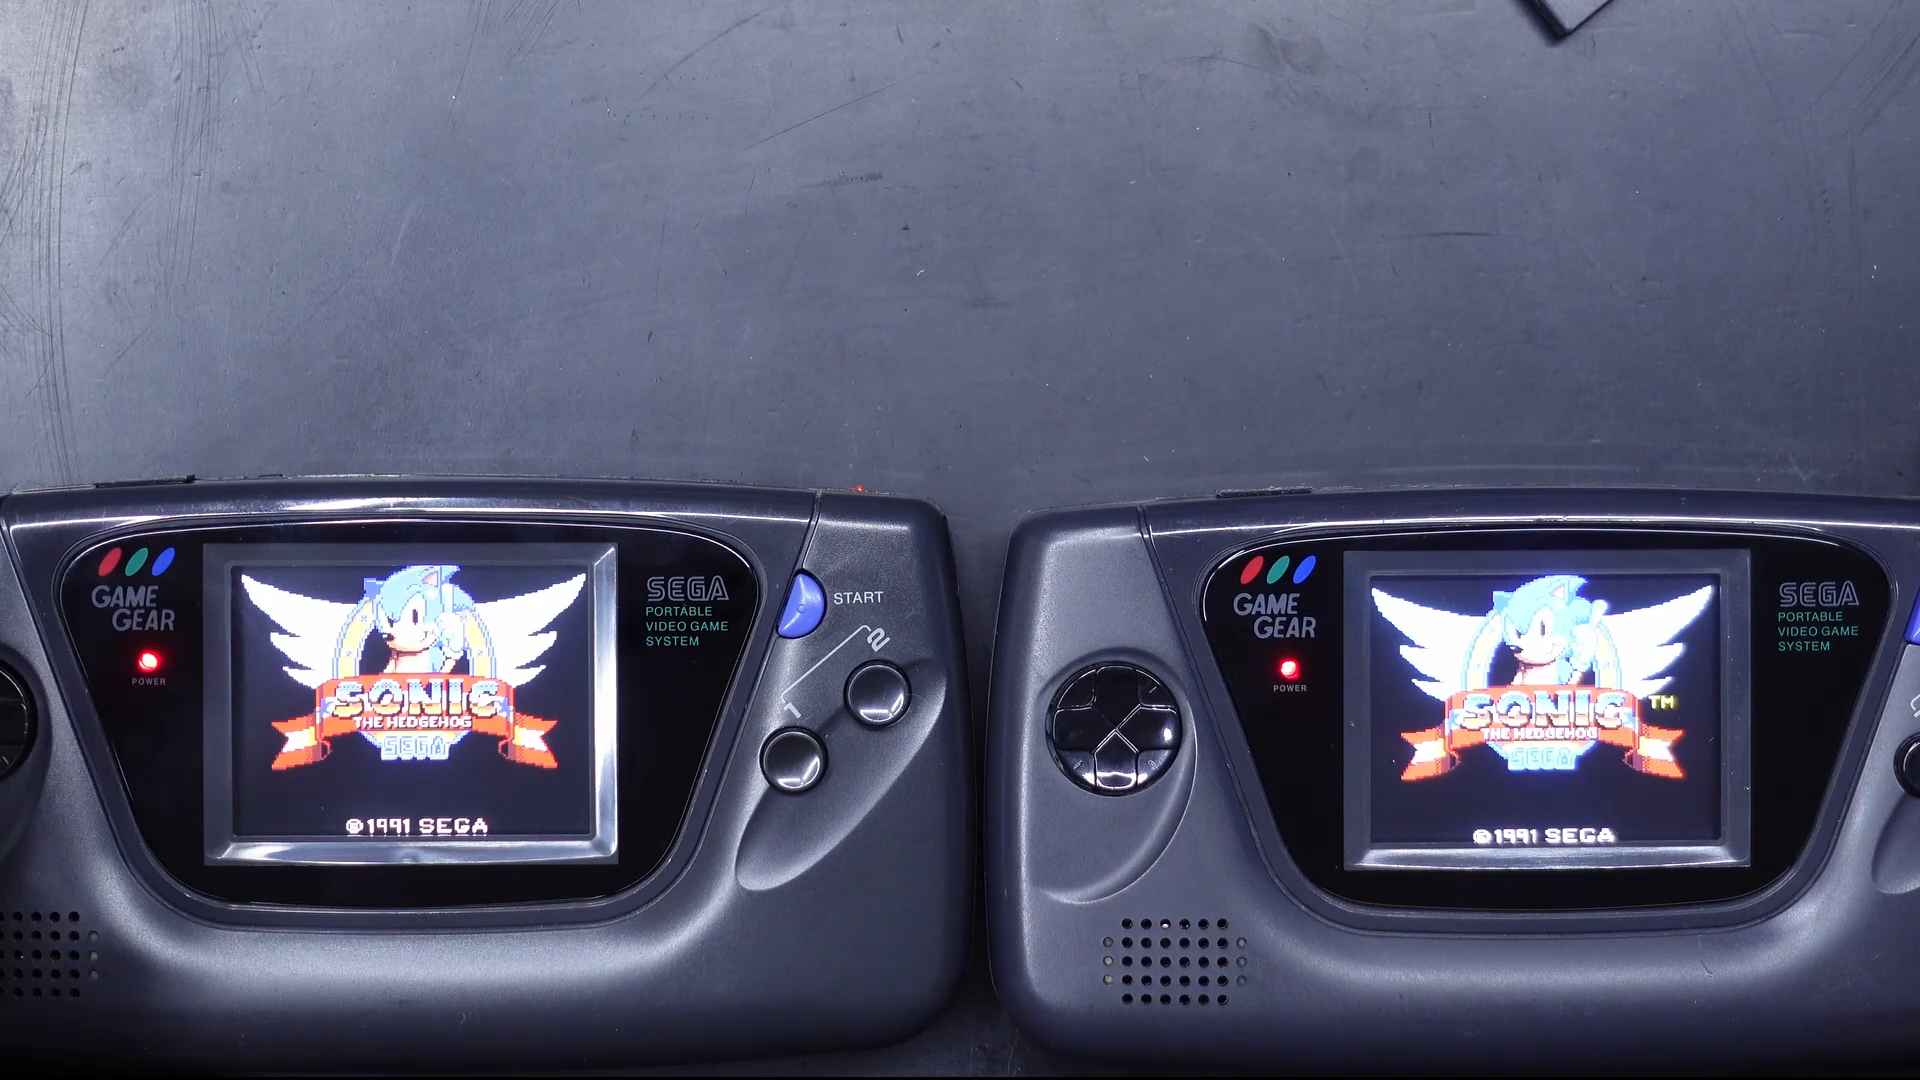 GAME
GEAR
POWER
SONIC
THE HEDGEHOG
SEGA
©1991 SEGA
SEGA
PORTABLE
VIDEO GAME
SYSTEM
START
2
1
GAME
GEAR
POWER
SONIC
TM
THE HEDGEHOG
SEGA
©1991 SEGA
SEGA
PORTABLE
VIDEO GAME
SYSTEM